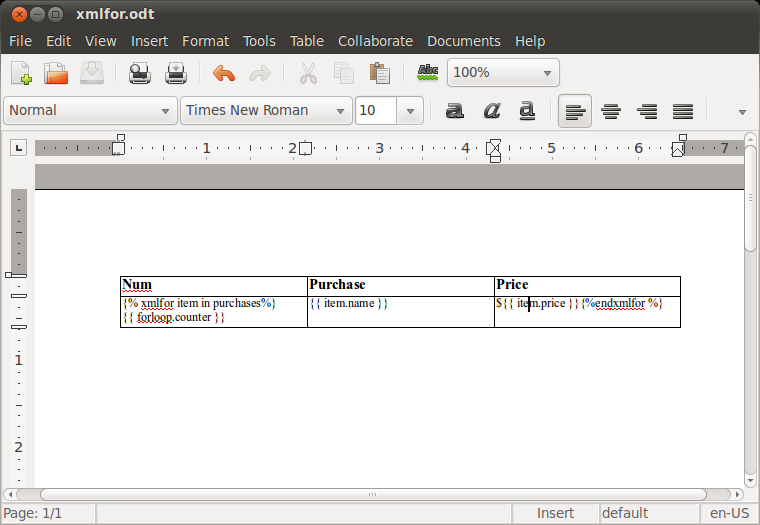 xmlfor.odt
File Edit View Insert Format Tools Table Collaborate Documents Help
Abc 100%
Normal Times New Roman 10 a a a
1 2 3 4 5 6 7
Num Purchase Price
{% xmlfor item in purchases%} {{ item.name }} ${{ item.price }}{%endxmlfor %}
{{ forloop.counter }}
1
2
Page: 1/1 Insert default en-US